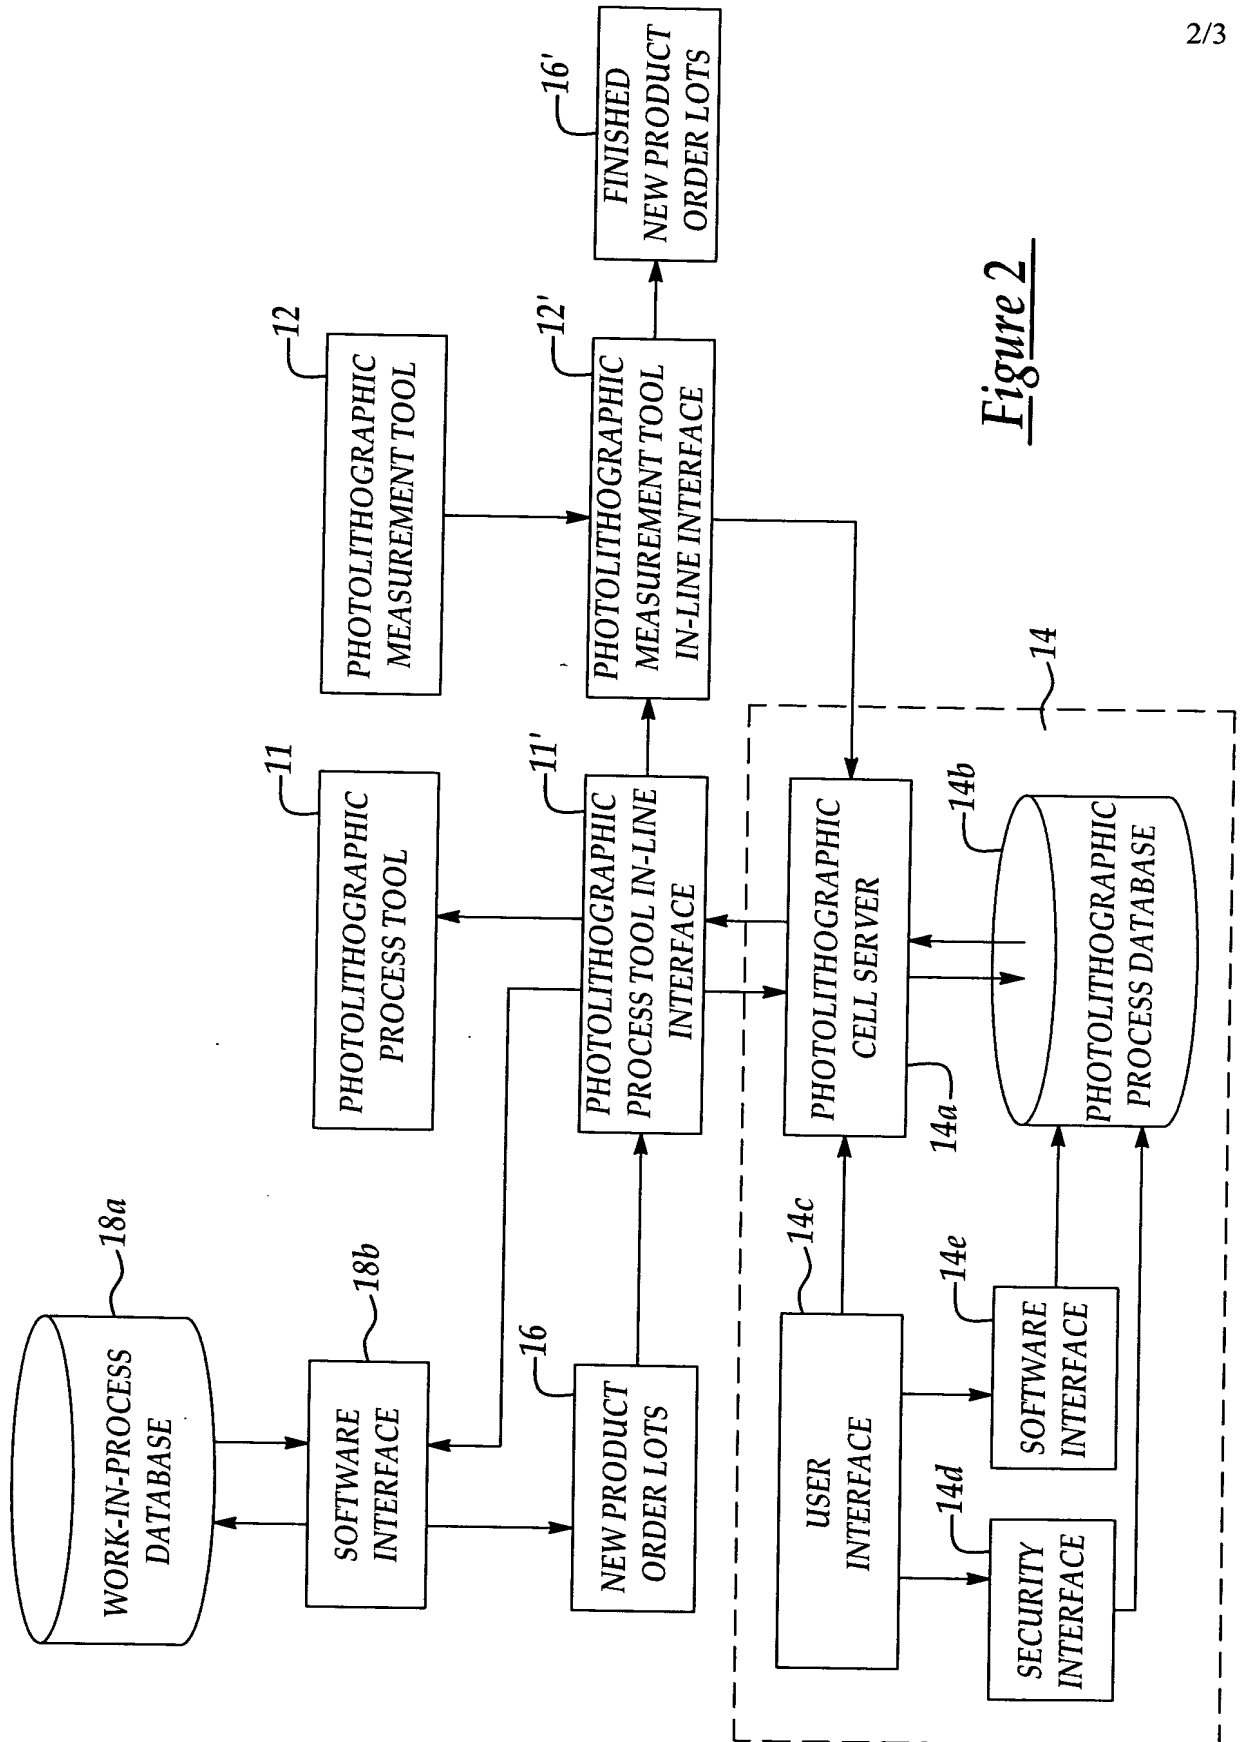 2/3
18a
WORK-IN-PROCESS
DATABASE
18b
SOFTWARE
INTERFACE
11
PHOTOLITHOGRAPHIC
PROCESS TOOL
12
PHOTOLITHOGRAPHIC
MEASUREMENT TOOL
16
NEW PRODUCT
ORDER LOTS
11'
PHOTOLITHOGRAPHIC
PROCESS TOOL IN-LINE
INTERFACE
12'
PHOTOLITHOGRAPHIC
MEASUREMENT TOOL
IN-LINE INTERFACE
16'
FINISHED
NEW PRODUCT
ORDER LOTS
14
14c
USER
INTERFACE
14a
PHOTOLITHOGRAPHIC
CELL SERVER
14d
SECURITY
INTERFACE
14e
SOFTWARE
INTERFACE
14b
PHOTOLITHOGRAPHIC
PROCESS DATABASE
Figure 2